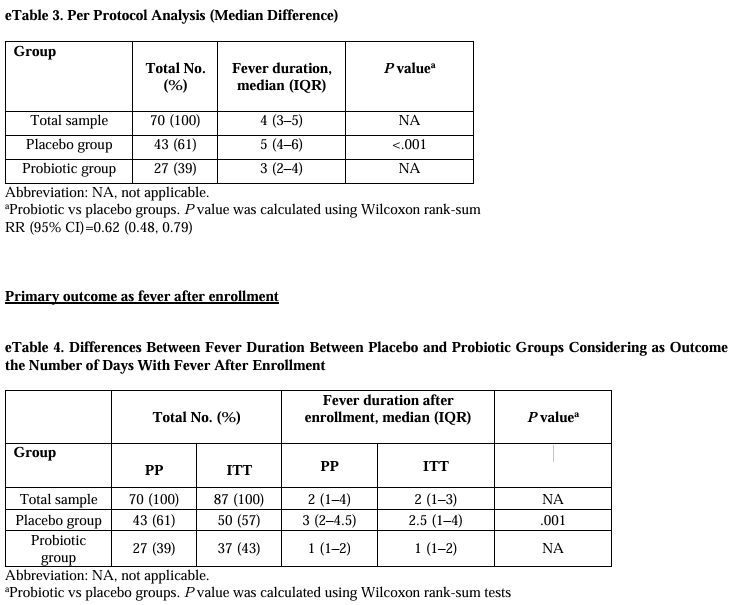 eTable 3. Per Protocol Analysis (Median Difference)
Group
Total No. (%)
Fever duration, median (IQR)
P valueᵃ
Total sample 70 (100) 4 (3–5) NA
Placebo group 43 (61) 5 (4–6) <.001
Probiotic group 27 (39) 3 (2–4) NA
Abbreviation: NA, not applicable.
ᵃProbiotic vs placebo groups. P value was calculated using Wilcoxon rank-sum
RR (95% CI)=0.62 (0.48, 0.79)
Primary outcome as fever after enrollment
eTable 4. Differences Between Fever Duration Between Placebo and Probiotic Groups Considering as Outcome
the Number of Days With Fever After Enrollment
Total No. (%)
Fever duration after
enrollment, median (IQR)
P valueᵃ
Group
PP ITT PP ITT
Total sample 70 (100) 87 (100) 2 (1–4) 2 (1–3) NA
Placebo group 43 (61) 50 (57) 3 (2–4.5) 2.5 (1–4) .001
Probiotic
group 27 (39) 37 (43) 1 (1–2) 1 (1–2) NA
Abbreviation: NA, not applicable.
ᵃProbiotic vs placebo groups. P value was calculated using Wilcoxon rank-sum tests